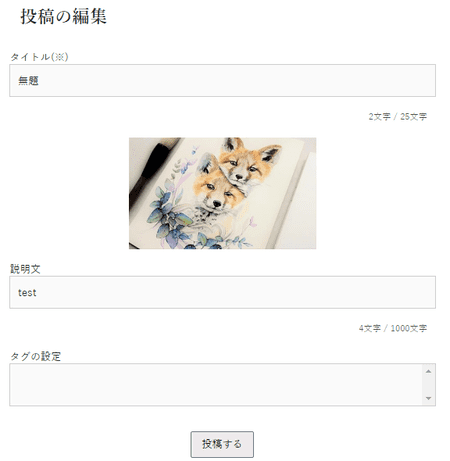 投稿の編集
タイトル(※)
無題
2文字 / 25文字
説明文
test
4文字 / 1000文字
タグの設定
投稿する